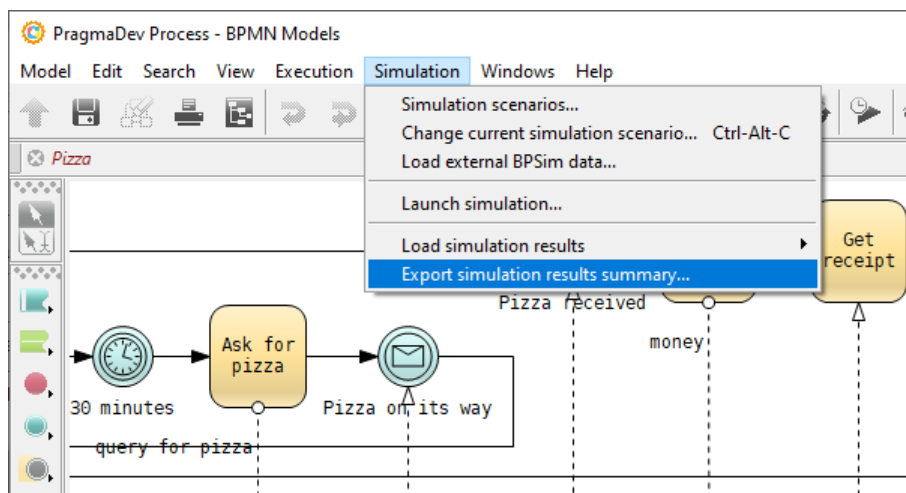 PragmaDev Process - BPMN Models
Model Edit Search View Execution Simulation Windows Help
Simulation scenarios...
Change current simulation scenario... Ctrl-Alt-C
Load external BPSim data...
Launch simulation...
Load simulation results
Export simulation results summary...
Pizza
Get
receipt
Pizza received
money
Ask for
pizza
30 minutes
Pizza on its way
query for pizza